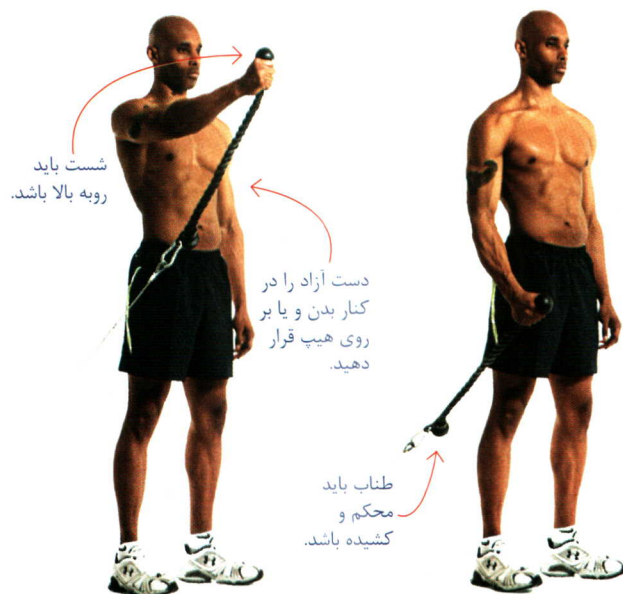 شست باید
روبه بالا باشد.
دست آزاد را در
کنار بدن و یا بر
روی هیپ قرار
دهید.
طناب باید
محکم و
کشیده باشد.